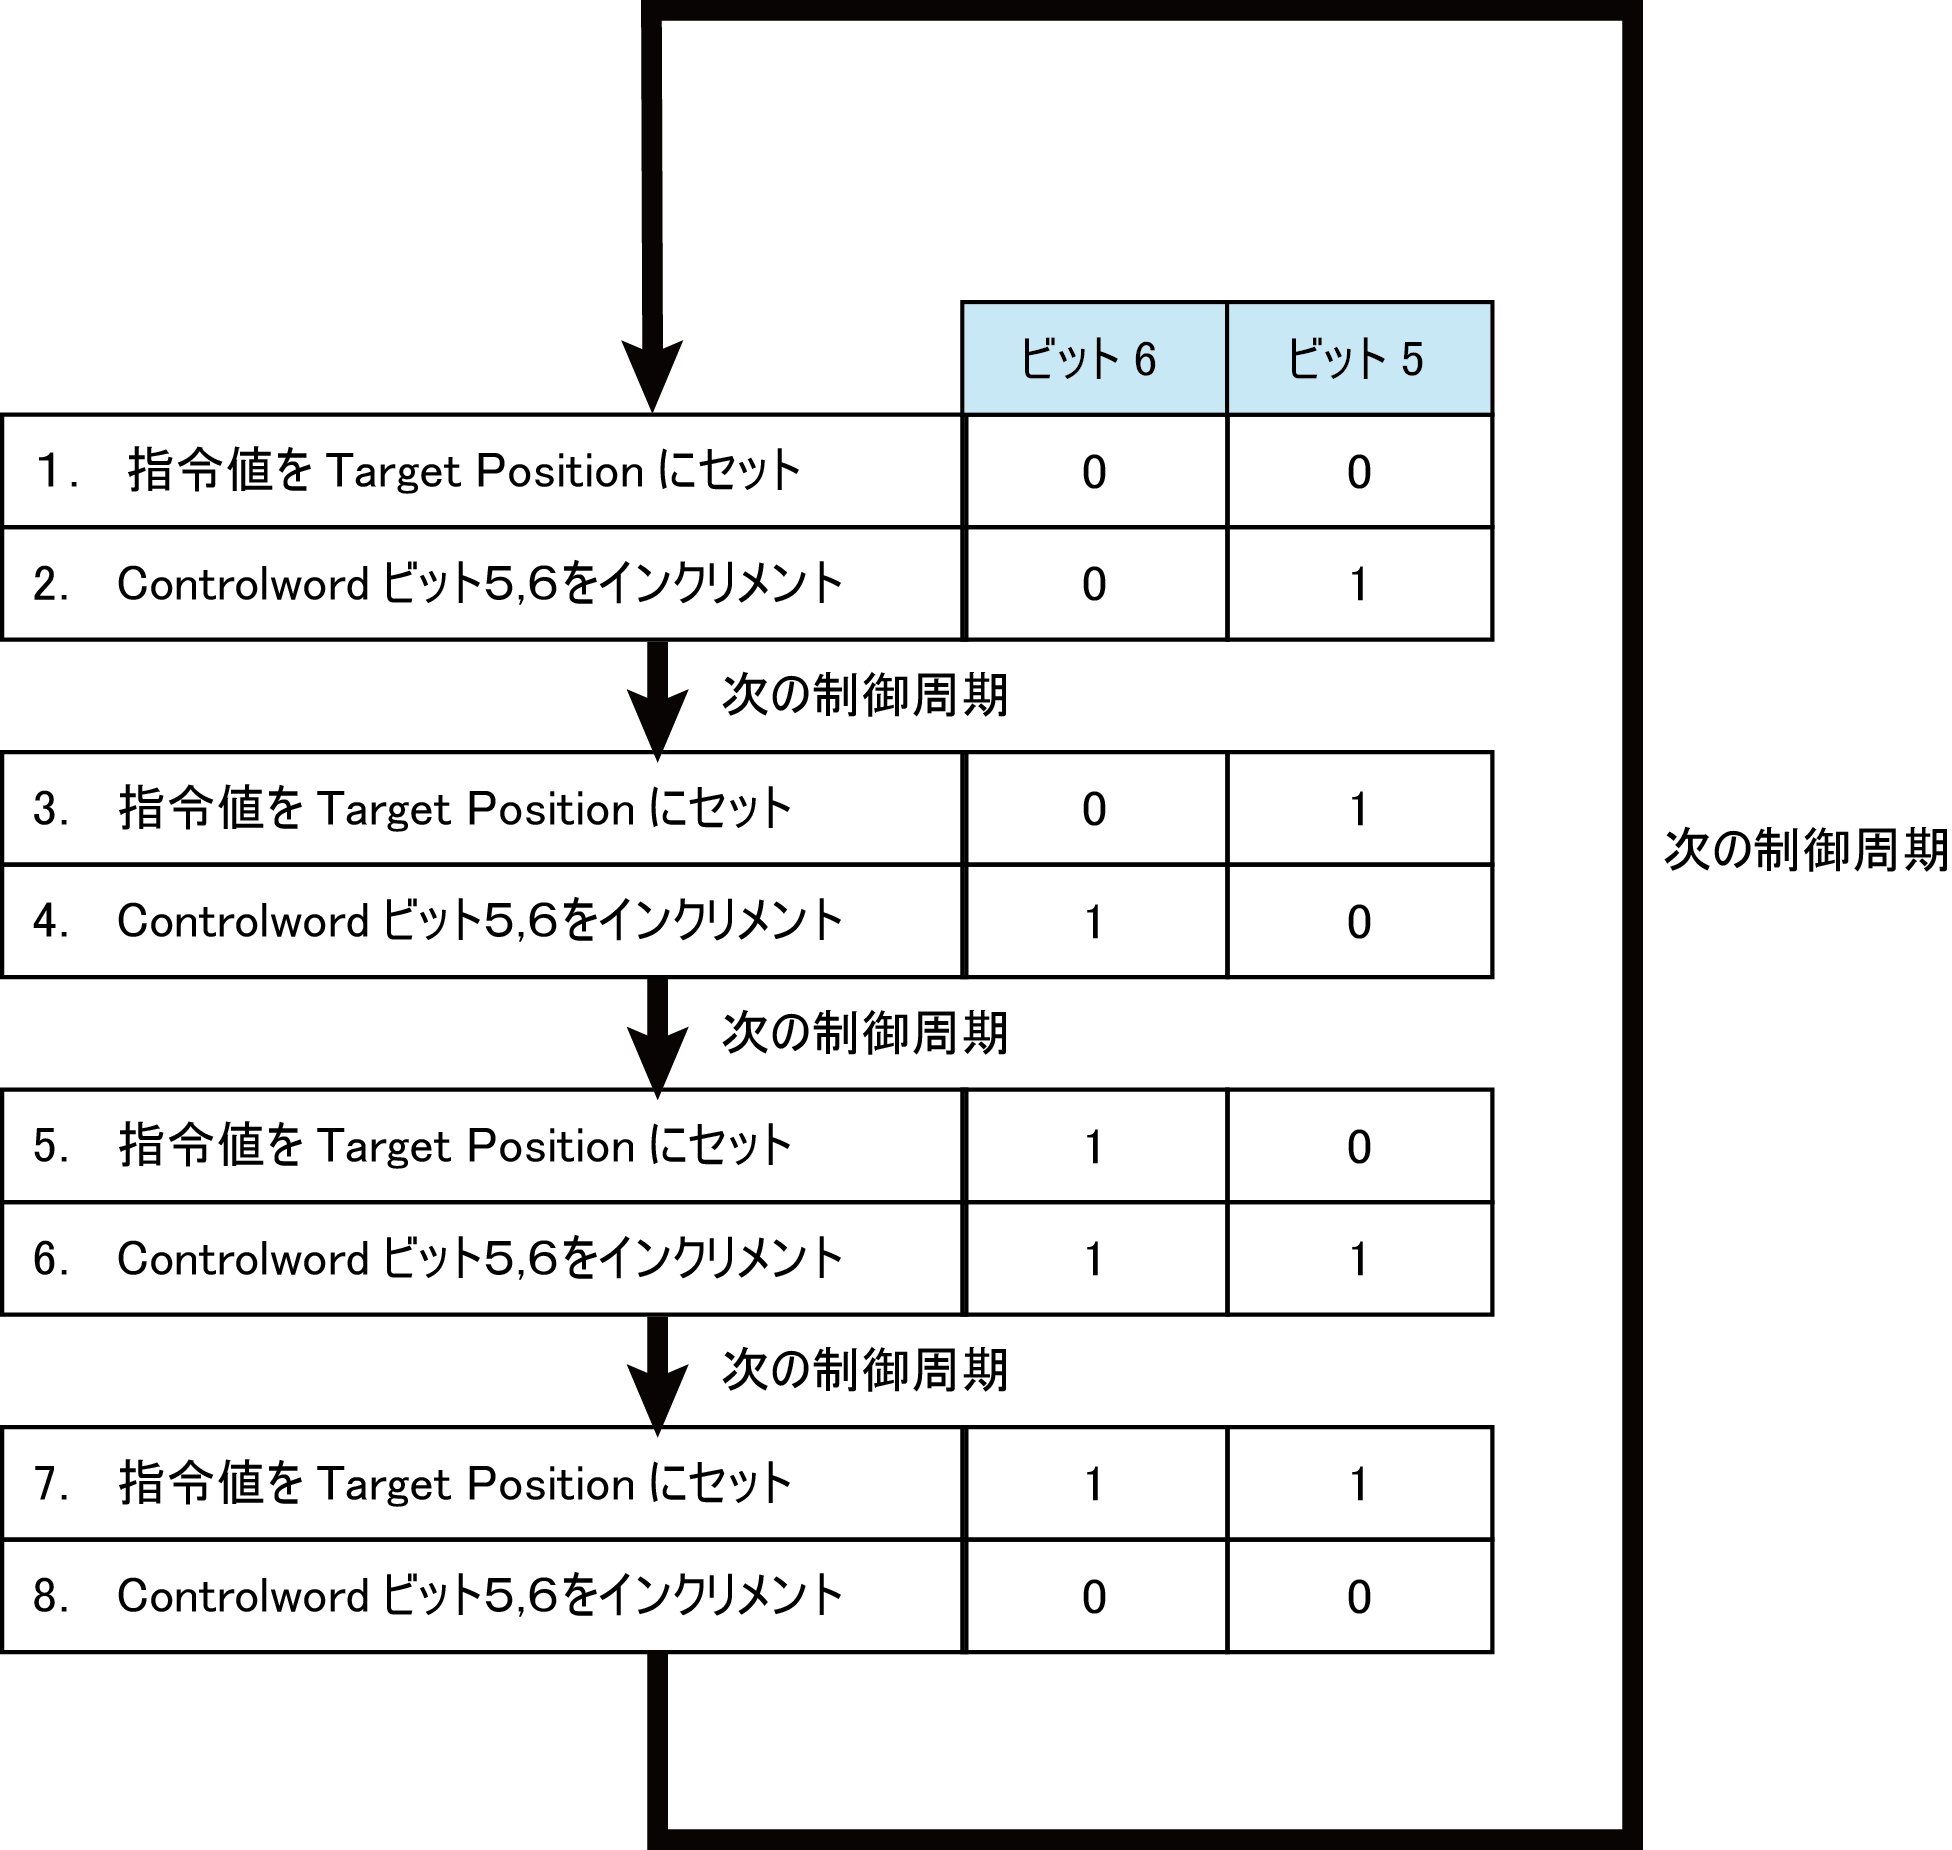 ビット 6 ビット 5
1. 指令値を Target Position にセット 0 0
2. Controlword ビット5,6をインクリメント 0 1
次の制御周期
3. 指令値を Target Position にセット 0 1
次の制御周期
4. Controlword ビット5,6をインクリメント 1 0
次の制御周期
5. 指令値を Target Position にセット 1 0
6. Controlword ビット5,6をインクリメント 1 1
次の制御周期
7. 指令値を Target Position にセット 1 1
8. Controlword ビット5,6をインクリメント 0 0